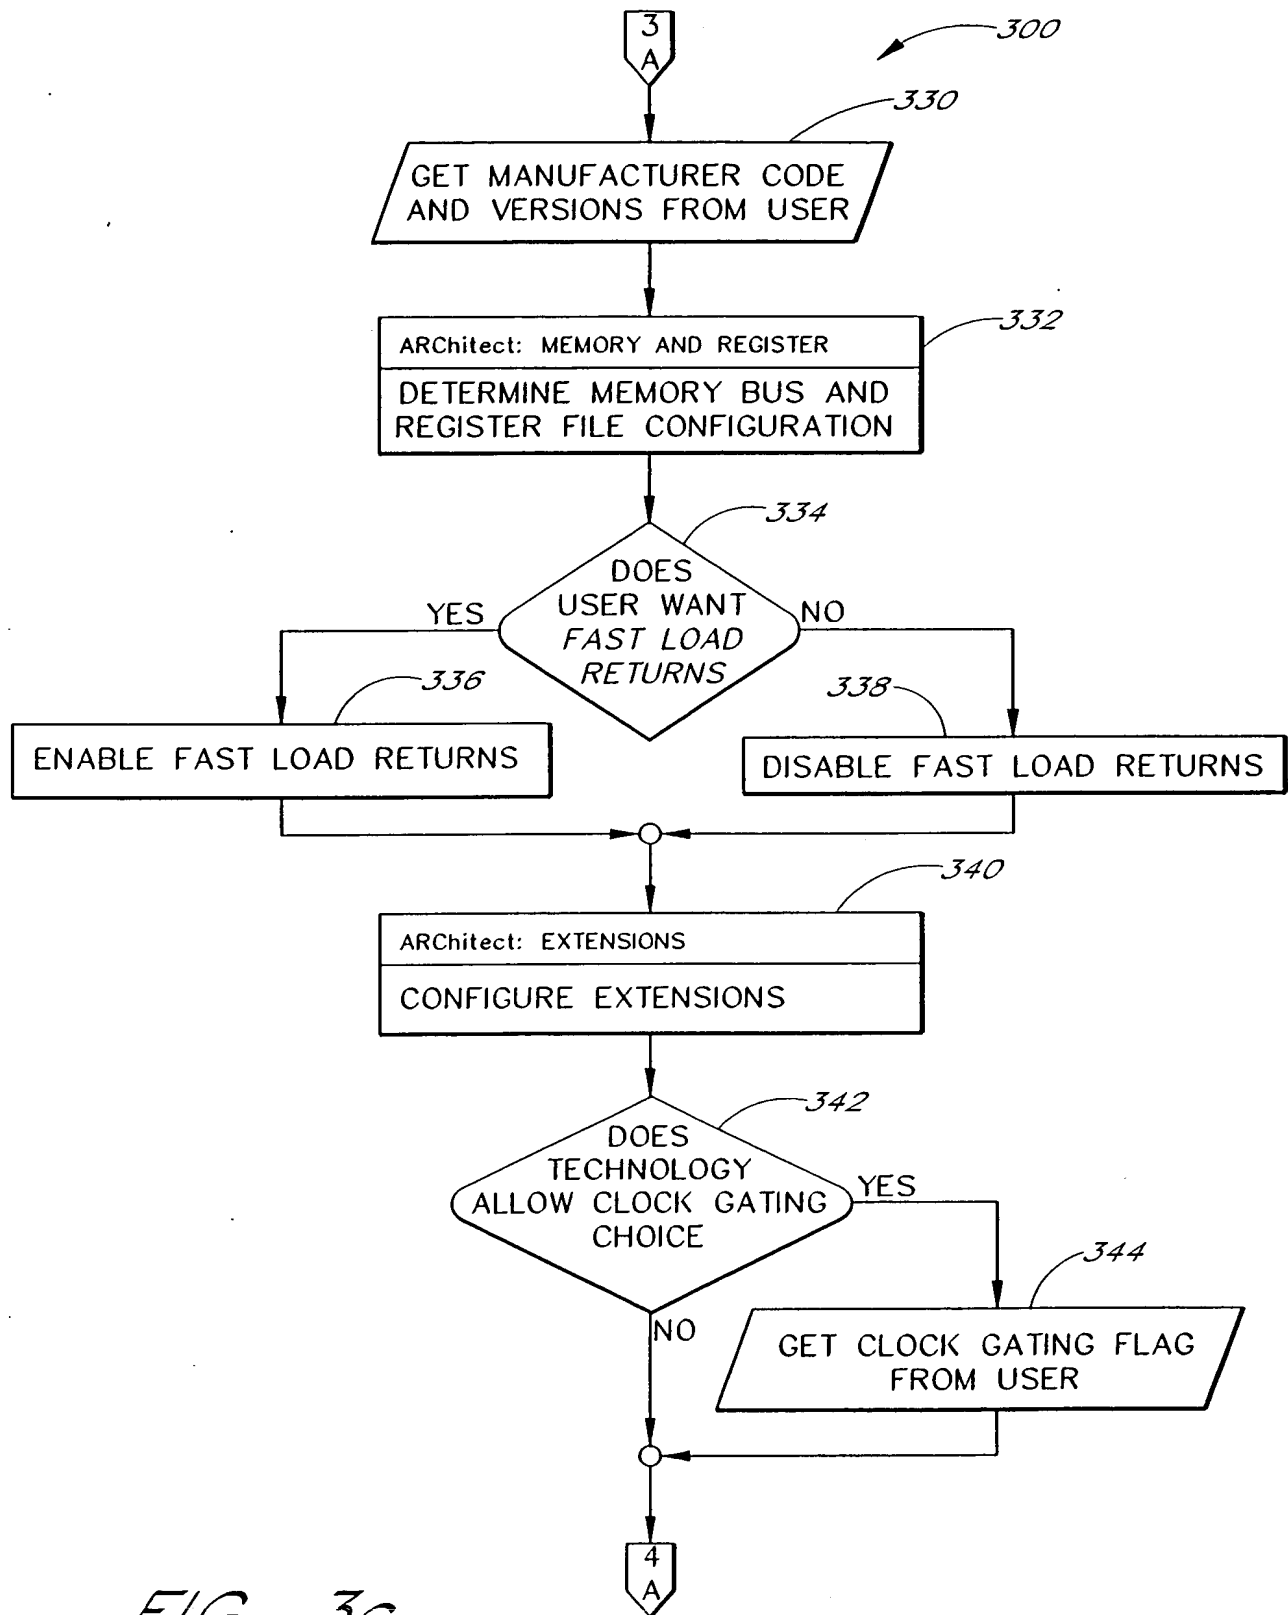 3
A
300
330
GET MANUFACTURER CODE
AND VERSIONS FROM USER
332
ARChitect: MEMORY AND REGISTER
DETERMINE MEMORY BUS AND
REGISTER FILE CONFIGURATION
334
DOES
USER WANT
FAST LOAD
RETURNS
YES
NO
336
338
ENABLE FAST LOAD RETURNS
DISABLE FAST LOAD RETURNS
340
ARChitect: EXTENSIONS
CONFIGURE EXTENSIONS
342
DOES
TECHNOLOGY
ALLOW CLOCK GATING
CHOICE
YES
NO
344
GET CLOCK GATING FLAG
FROM USER
4
A
FIG. 3c